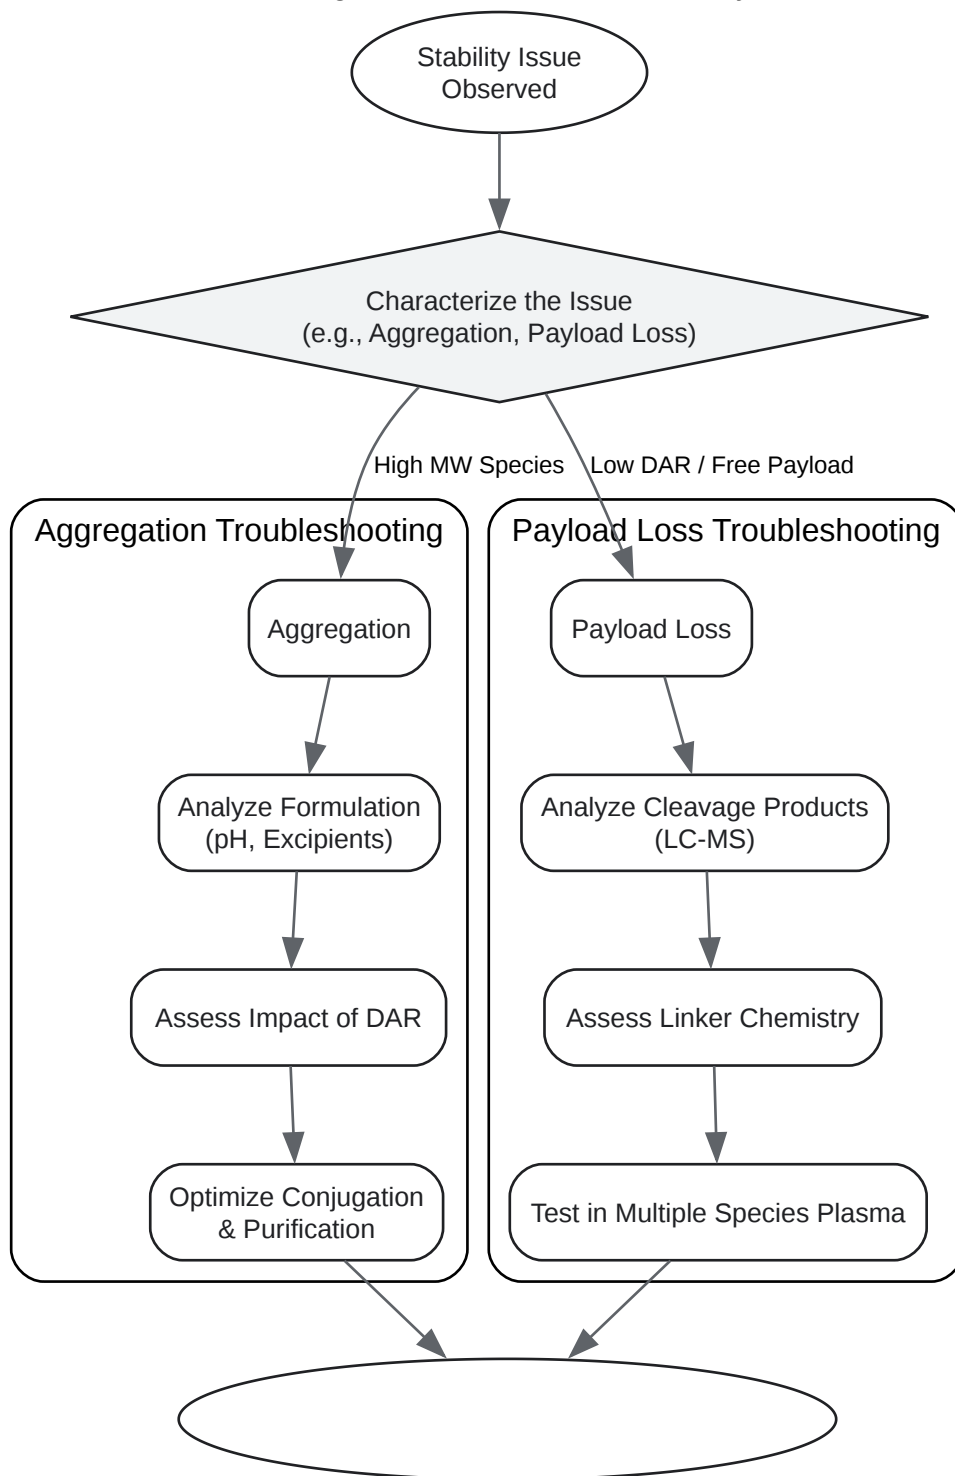 Stability Issue
Observed
Characterize the Issue
(e.g., Aggregation, Payload Loss)
High MW Species
Low DAR / Free Payload
Aggregation Troubleshooting
Payload Loss Troubleshooting
Aggregation
Payload Loss
Analyze Formulation
(pH, Excipients)
Analyze Cleavage Products
(LC-MS)
Assess Impact of DAR
Assess Linker Chemistry
Optimize Conjugation
& Purification
Test in Multiple Species Plasma